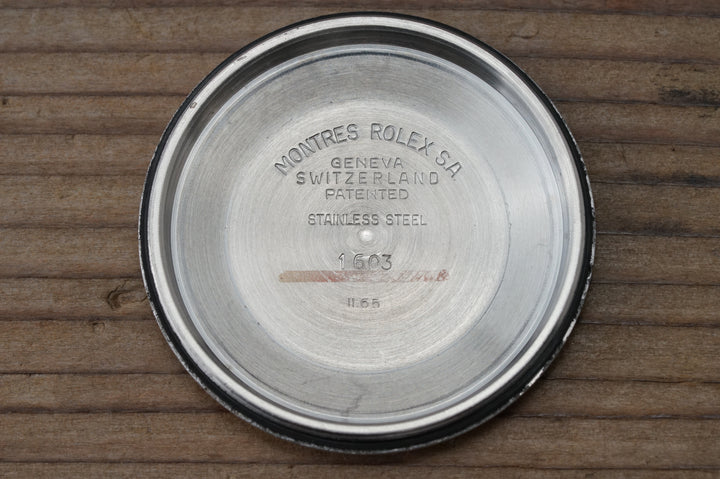 MONTRES ROLEX S.A.
GENEVA
SWITZERLAND
PATENTED
STAINLESS STEEL
1603
II.65